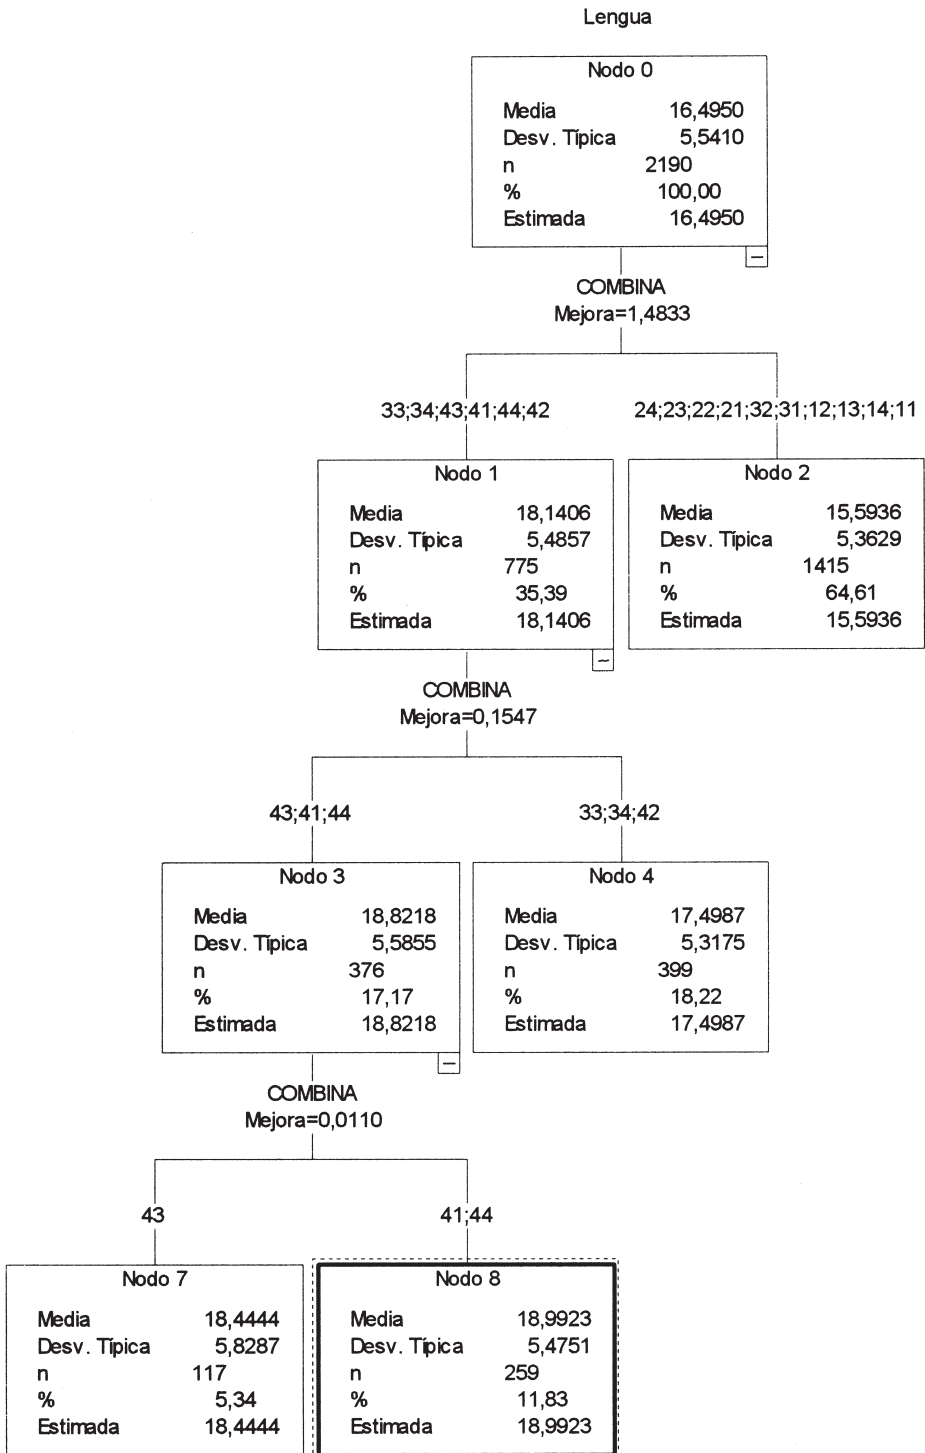 Lengua
Nodo 0
Media 16,4950
Desv. Típica 5,5410
n 2190
% 100,00
Estimada 16,4950
COMBINA
Mejora=1,4833
33;34;43;41;44;42
24;23;22;21;32;31;12;13;14;11
Nodo 1
Media 18,1406
Desv. Típica 5,4857
n 775
% 35,39
Estimada 18,1406
Nodo 2
Media 15,5936
Desv. Típica 5,3629
n 1415
% 64,61
Estimada 15,5936
COMBINA
Mejora=0,1547
43;41;44
33;34;42
Nodo 3
Media 18,8218
Desv. Típica 5,5855
n 376
% 17,17
Estimada 18,8218
Nodo 4
Media 17,4987
Desv. Típica 5,3175
n 399
% 18,22
Estimada 17,4987
COMBINA
Mejora=0,0110
43
41;44
Nodo 7
Media 18,4444
Desv. Típica 5,8287
n 117
% 5,34
Estimada 18,4444
Nodo 8
Media 18,9923
Desv. Típica 5,4751
n 259
% 11,83
Estimada 18,9923